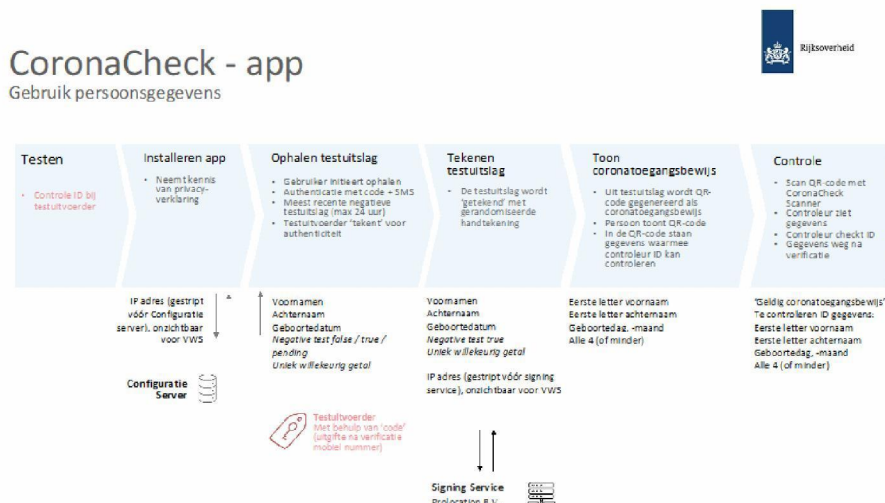 Rijksoverheid
CoronaCheck - app
Gebruik persoonsgegevens
Testen
• Controle ID bij
testuitvoerder
Installeren app
• Neemt kennis
van privacy-
verklaring
Ophalen testuitslag
• Gebruiker initieert ophalen
• Authenticatie met code + SMS
• Meest recente negatieve
testuitslag (max 24 uur)
• Testuitvoerder 'tekent' voor
authenticiteit
Tekenen
testuitslag
• De testuitslag wordt
'getekend' met
gerandomiseerde
handtekening
Toon
coronatoegangsbewijs
• Uit testuitslag wordt QR-
code gegenereerd als
coronatoegangsbewijs
• Persoon toont QR-code
• In de QR-code staan
gegevens waarmee
controleur ID kan
controleren
Controle
• Scan QR-code met
CoronaCheck
Scanner
• Controleur ziet
gegevens
• Controleur checkt ID
• Gegevens weg na
verificatie
IP adres (gestript
vóór Configuratie
server), onzichtbaar
voor VWS
Configuratie
Server
Voornamen
Achternaam
Geboortedatum
Negative test false / true /
pending
Uniek willekeurig getal
Testuitvoerder
Met behulp van 'code'
(uitgifte na verificatie
mobiel nummer)
Voornamen
Achternaam
Geboortedatum
Negative test true
Uniek willekeurig getal
IP adres (gestript vóór signing
service), onzichtbaar voor VWS
Signing Service
Prolocation B.V.
Eerste letter voornaam
Eerste letter achternaam
Geboortedag, -maand
Alle 4 (of minder)
'Geldig coronatoegangsbewijs'
Te controleren ID gegevens:
Eerste letter voornaam
Eerste letter achternaam
Geboortedag, -maand
Alle 4 (of minder)